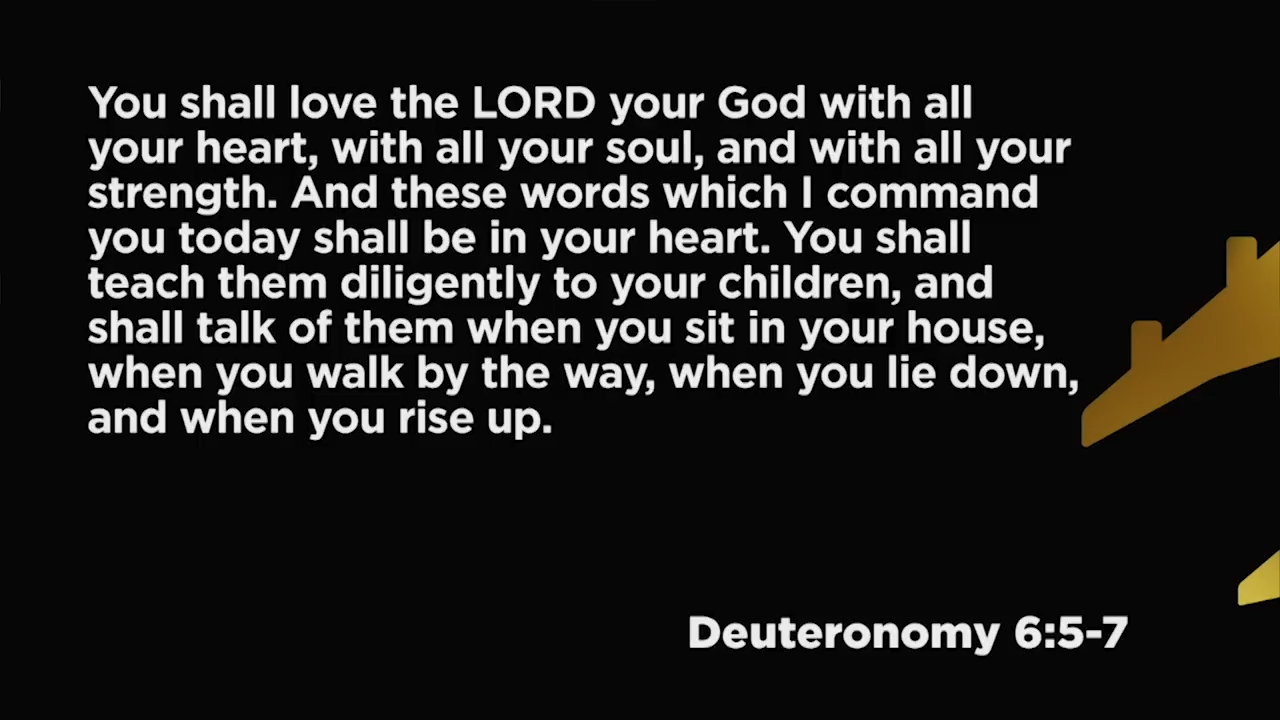 You shall love the LORD your God with all
your heart, with all your soul, and with all your
strength. And these words which I command
you today shall be in your heart. You shall
teach them diligently to your children, and
shall talk of them when you sit in your house,
when you walk by the way, when you lie down,
and when you rise up.
Deuteronomy 6:5-7